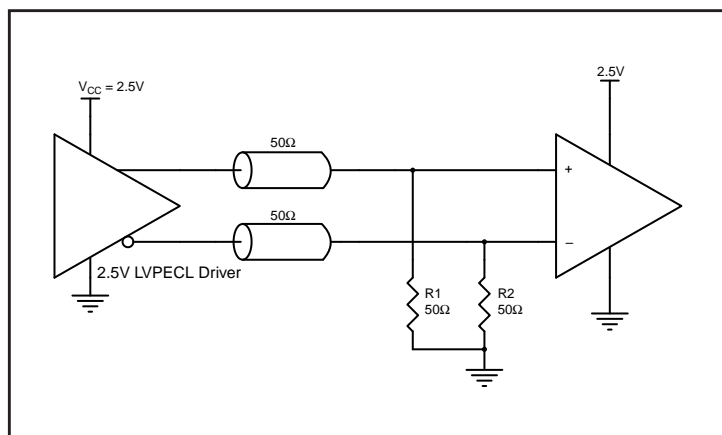 V_CC = 2.5V
2.5V
50Ω
+
50Ω
−
2.5V LVPECL Driver
R1
50Ω
R2
50Ω